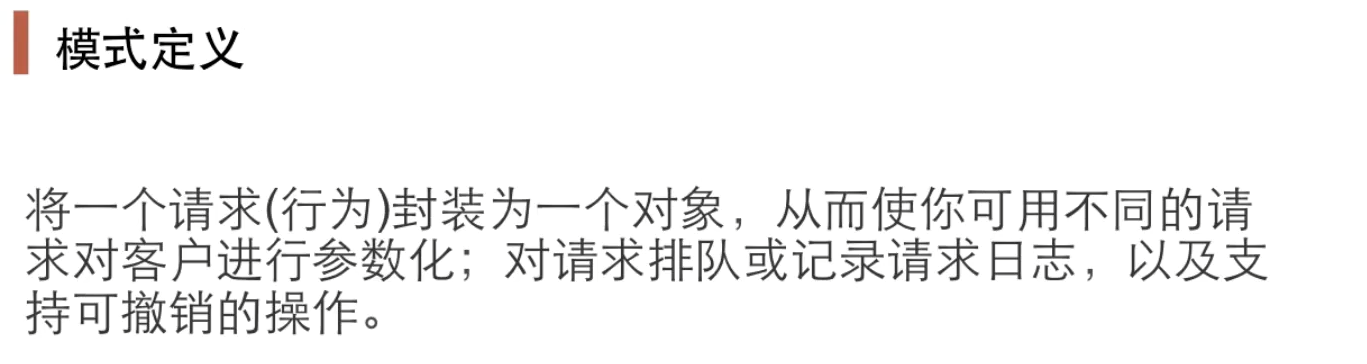 模式定义
将一个请求(行为)封装为一个对象，从而使你可用不同的请
求对客户进行参数化；对请求排队或记录请求日志，以及支
持可撤销的操作。